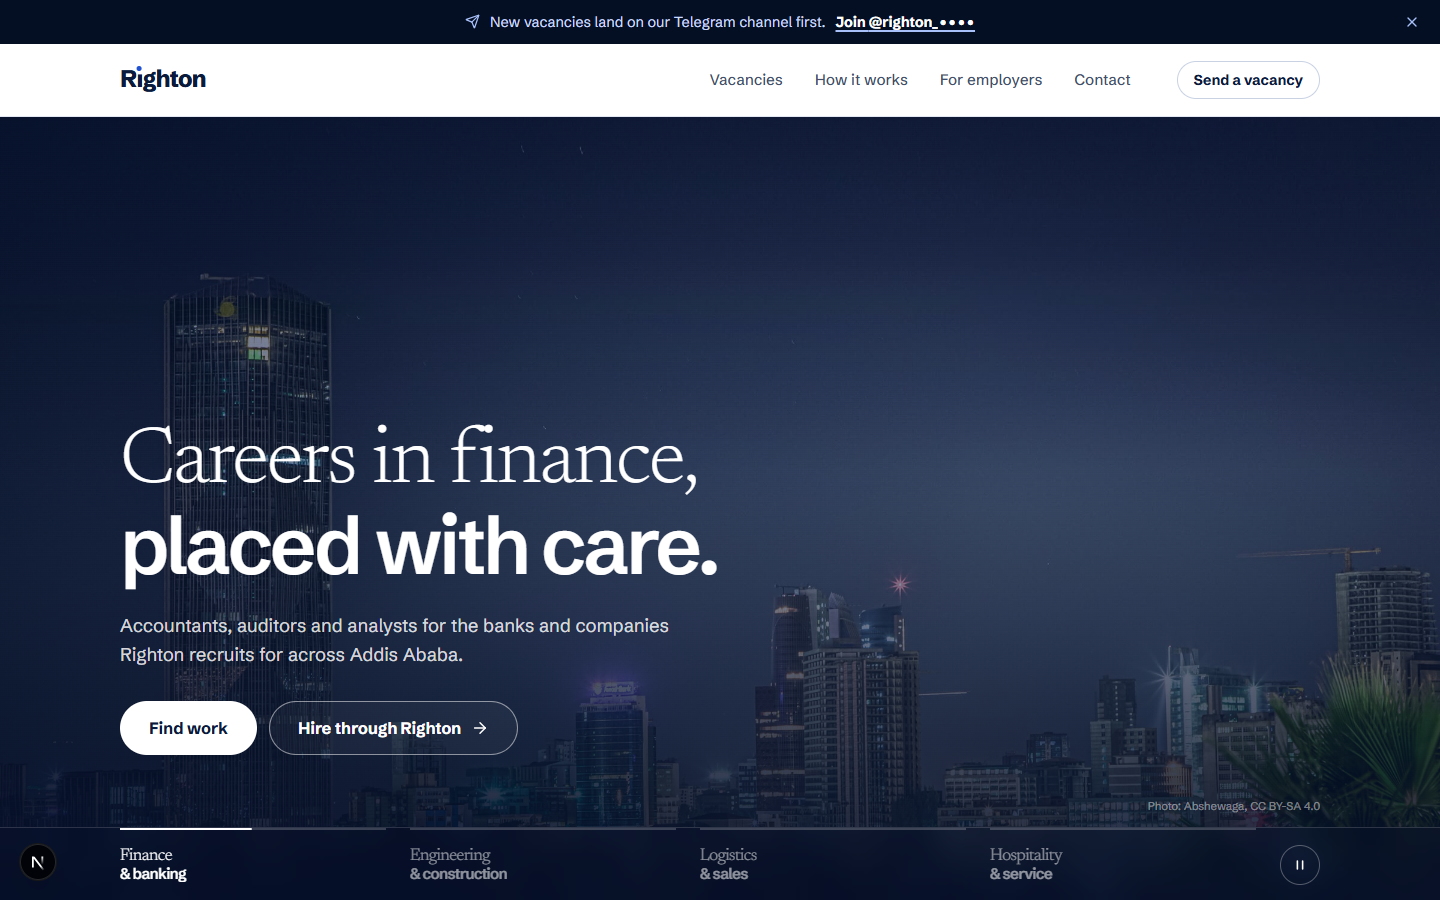 New vacancies land on our Telegram channel first. Join @righton_••••
Righton
Vacancies
How it works
For employers
Contact
Send a vacancy
Careers in finance,
placed with care.
Accountants, auditors and analysts for the banks and companies
Righton recruits for across Addis Ababa.
Find work
Hire through Righton
Photo: Abshewaga, CC BY-SA 4.0
Finance
& banking
Engineering
& construction
Logistics
& sales
Hospitality
& service
N